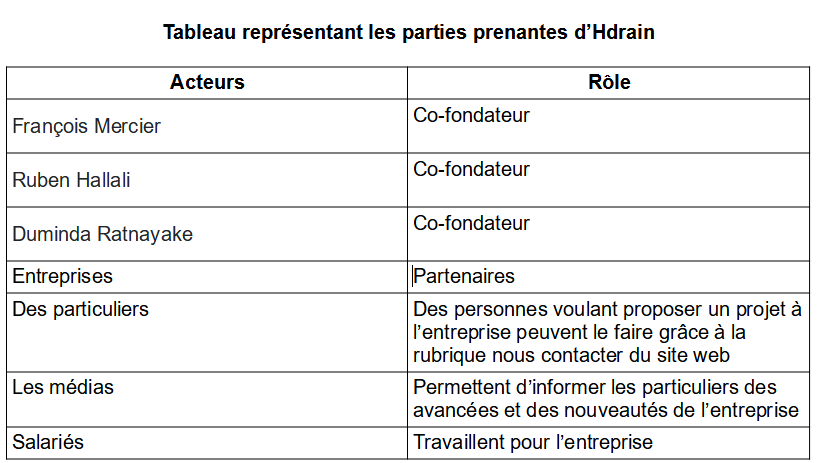 Tableau représentant les parties prenantes d’Hdrain
Acteurs Rôle
François Mercier Co-fondateur
Ruben Hallali Co-fondateur
Duminda Ratnayake Co-fondateur
Entreprises Partenaires
Des particuliers Des personnes voulant proposer un projet à
l’entreprise peuvent le faire grâce à la
rubrique nous contacter du site web
Les médias Permettent d’informer les particuliers des
avancées et des nouveautés de l’entreprise
Salariés Travaillent pour l’entreprise